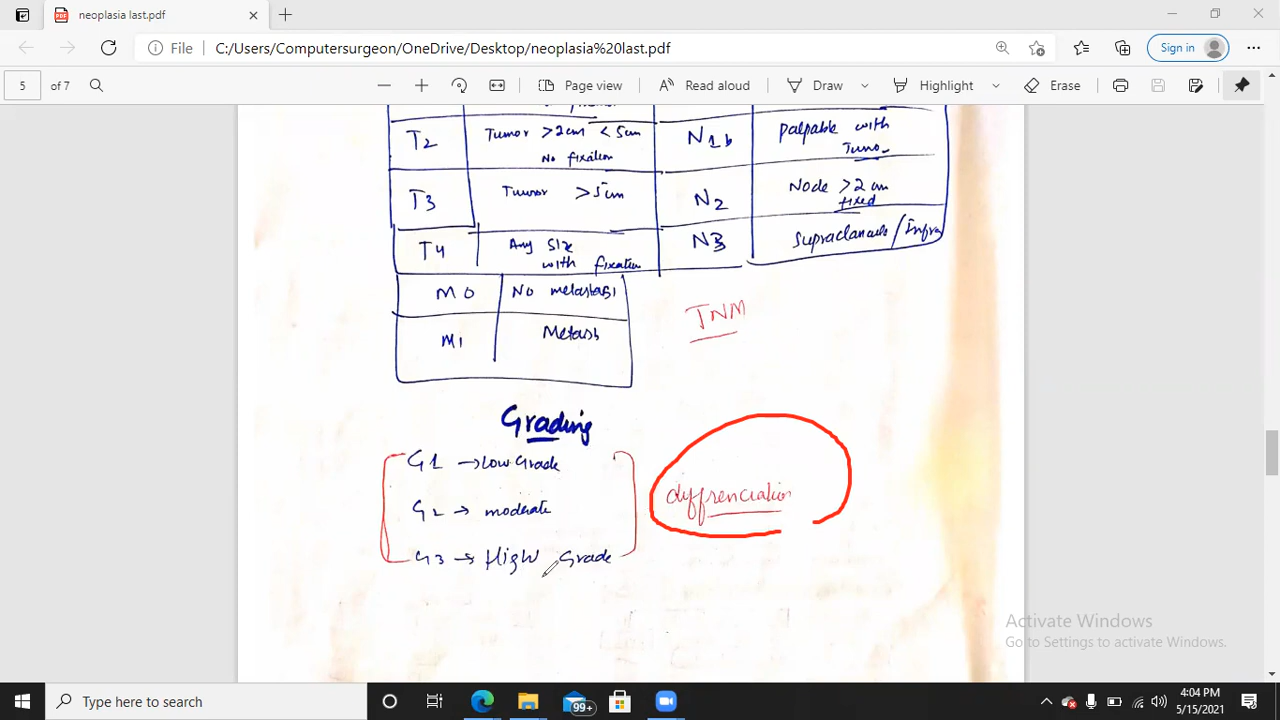 neoplasia last.pdf
File C:/Users/Computersurgeon/OneDrive/Desktop/neoplasia%20last.pdf
Sign in
5 of 7
Page view
Read aloud
Draw
Highlight
Erase
T2 Tumor >2cm <5cm No fixation
N1b Palpable with
T3 Tumor >5cm
N2 Node >2cm fixed
T4 Any Size with fixation
N3
M0 No metastasi
M1
TNM
Grading
G1 → Low Grade
G2 → moderate
G3 → High Grade
diffrenciation
Activate Windows
Go to Settings to activate Windows.
Type here to search
99+
4:04 PM
5/15/2021